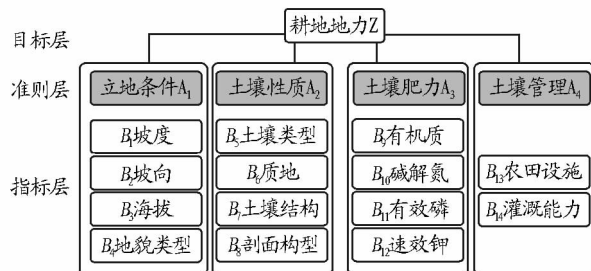 耕地地力Z
目标层
准则层
立地条件A₁
土壤性质A₂
土壤肥力A₃
土壤管理A₄
指标层
B₁坡度
B₂坡向
B₃海拔
B₄地貌类型
B₅土壤类型
B₆质地
B₇土壤结构
B₈剖面构型
B₉有机质
B₁₀碱解氮
B₁₁有效磷
B₁₂速效钾
B₁₃农田设施
B₁₄灌溉能力